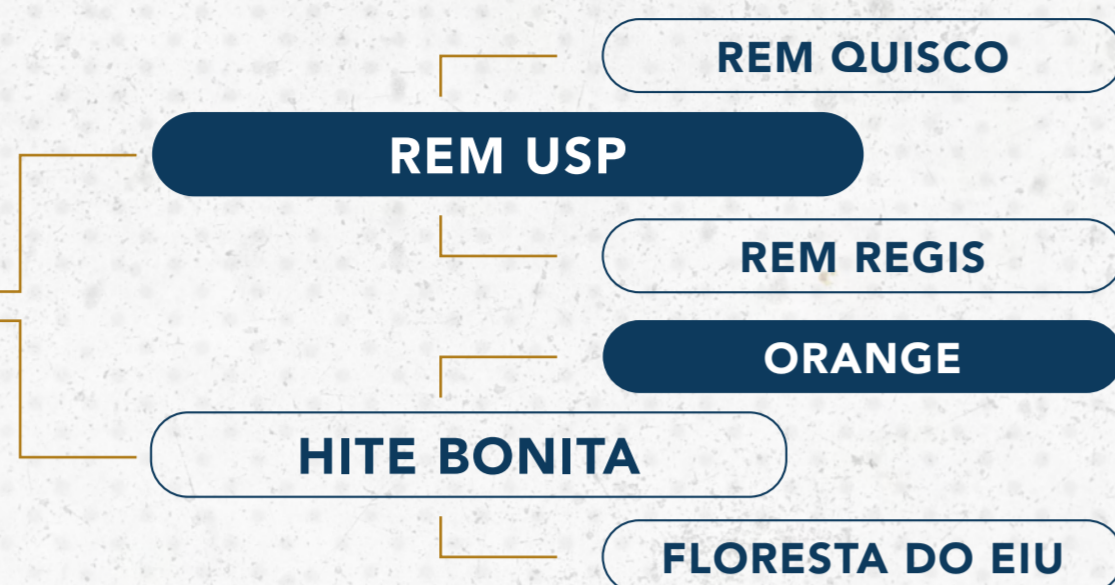 REM QUISCO
REM USP
REM REGIS
ORANGE
HITE BONITA
FLORESTA DO EIU